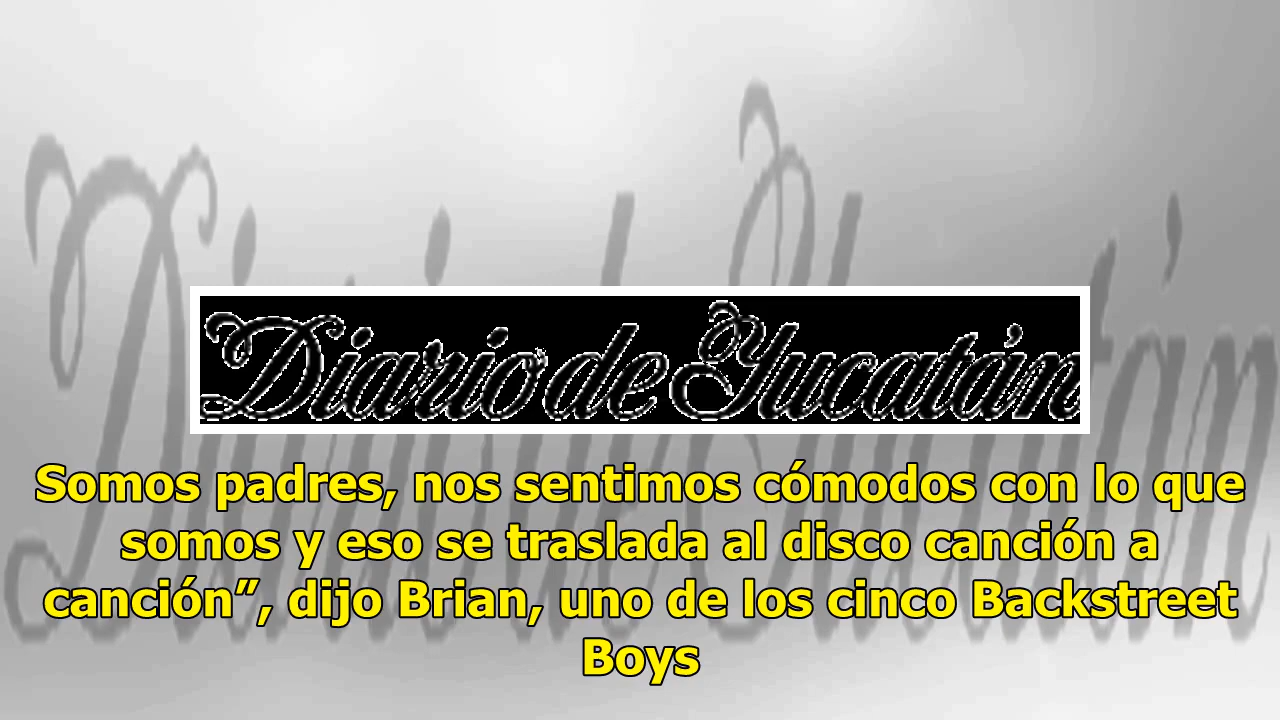 Diario de Yucatán
Somos padres, nos sentimos cómodos con lo que
somos y eso se traslada al disco canción a
canción”, dijo Brian, uno de los cinco Backstreet
Boys